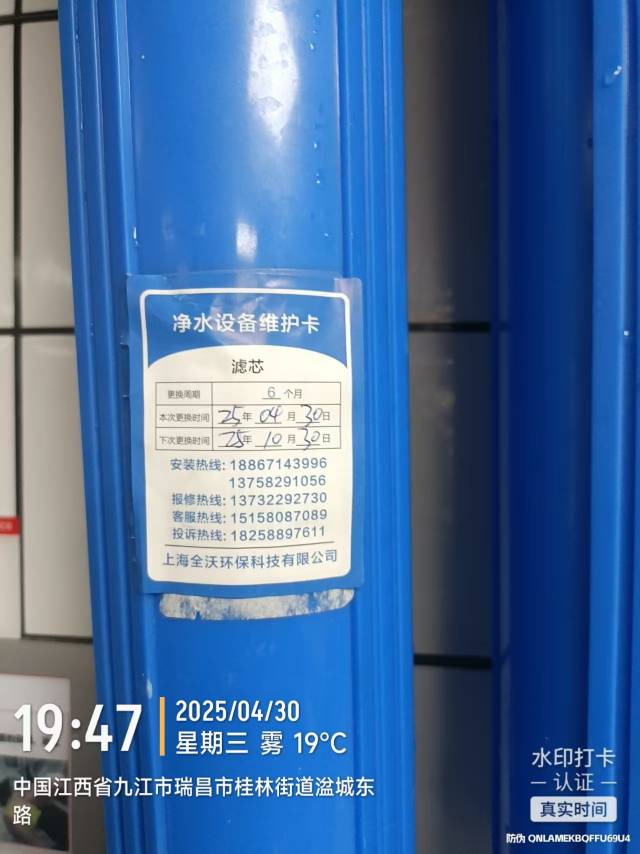 净水设备维护卡
滤芯
更换周期 6 个月
本次更换时间 25年 04月 30日
下次更换时间 25年 10月 30日
安装热线: 18867143996
13758291056
报修热线: 13732292730
客服热线: 15158087089
投诉热线: 18258897611
上海全沃环保科技有限公司
19:47
2025/04/30
星期三 雾 19°C
中国江西省九江市瑞昌市桂林街道湓城东
路
水印打卡
认证
真实时间
防伪 QNLAMEKBQFFU69U4